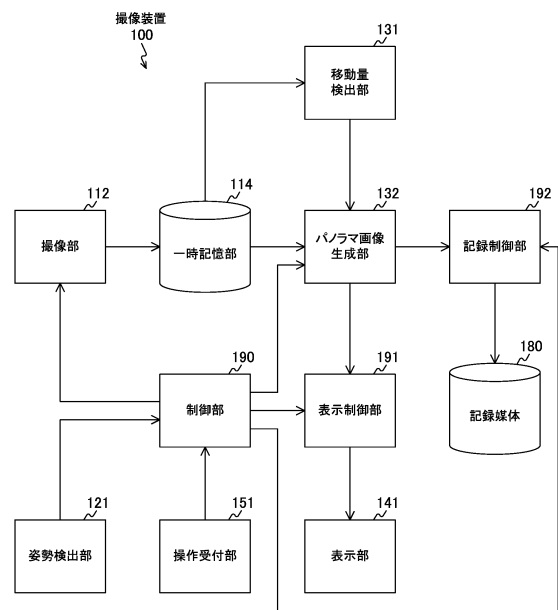 撮像装置
100
131
移動量
検出部
112
撮像部
114
一時記憶部
132
パノラマ画像
生成部
192
記録制御部
190
制御部
191
表示制御部
180
記録媒体
121
姿勢検出部
151
操作受付部
141
表示部